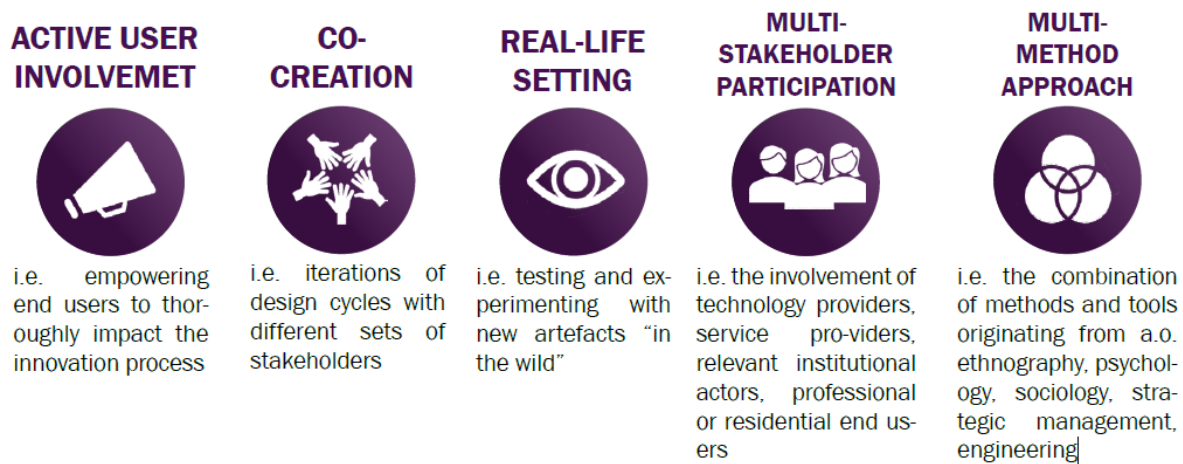 ACTIVE USER
INVOLVEMET
i.e. empowering
end users to thor-
oughly impact the
innovation process
CO-
CREATION
i.e. iterations of
design cycles with
different sets of
stakeholders
REAL-LIFE
SETTING
i.e. testing and ex-
perimenting with
new artefacts “in
the wild”
MULTI-
STAKEHOLDER
PARTICIPATION
i.e. the involvement of
technology providers,
service pro-viders,
relevant institutional
actors, professional
or residential end us-
ers
MULTI-
METHOD
APPROACH
i.e. the combination
of methods and tools
originating from a.o.
ethnography, psychol-
ogy, sociology, stra-
tegic management,
engineering